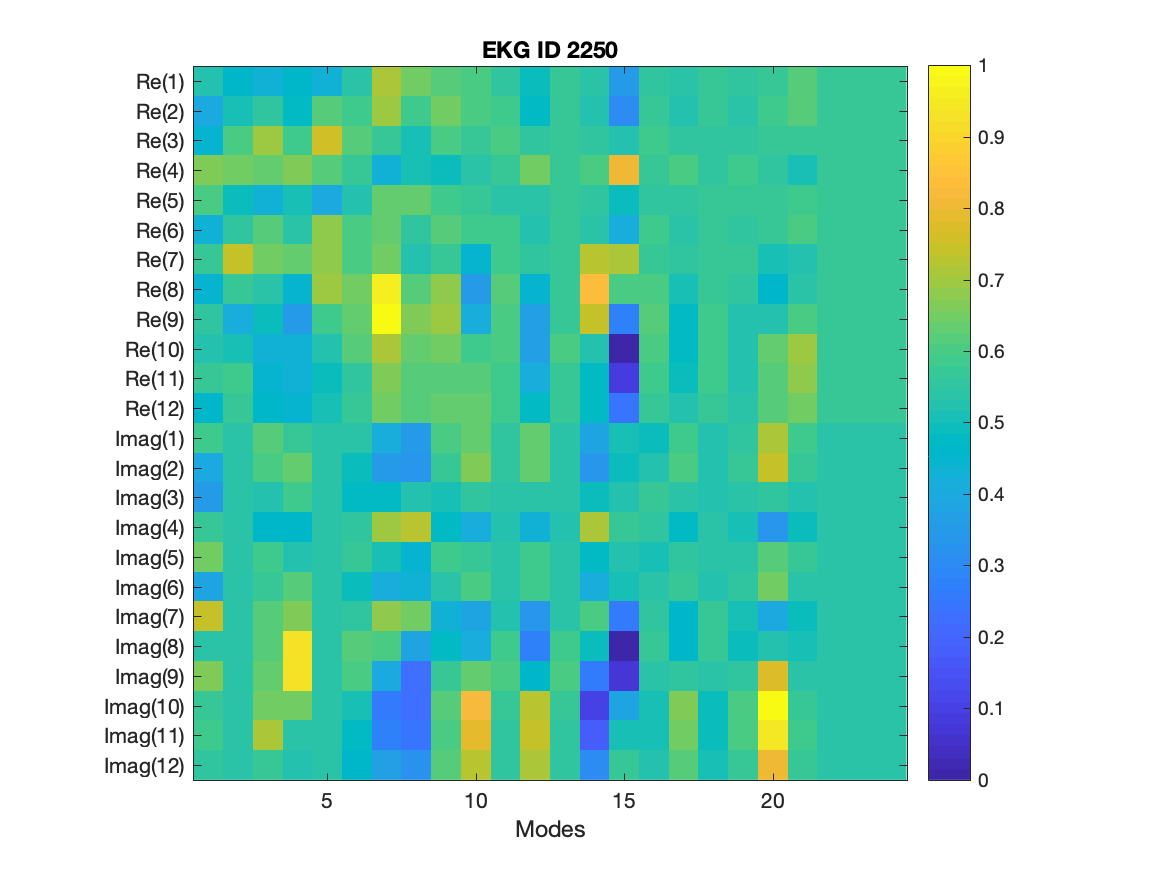 EKG ID 2250
Re(1)
Re(2)
Re(3)
Re(4)
Re(5)
Re(6)
Re(7)
Re(8)
Re(9)
Re(10)
Re(11)
Re(12)
Imag(1)
Imag(2)
Imag(3)
Imag(4)
Imag(5)
Imag(6)
Imag(7)
Imag(8)
Imag(9)
Imag(10)
Imag(11)
Imag(12)
5 10 15 20
Modes
1
0.9
0.8
0.7
0.6
0.5
0.4
0.3
0.2
0.1
0